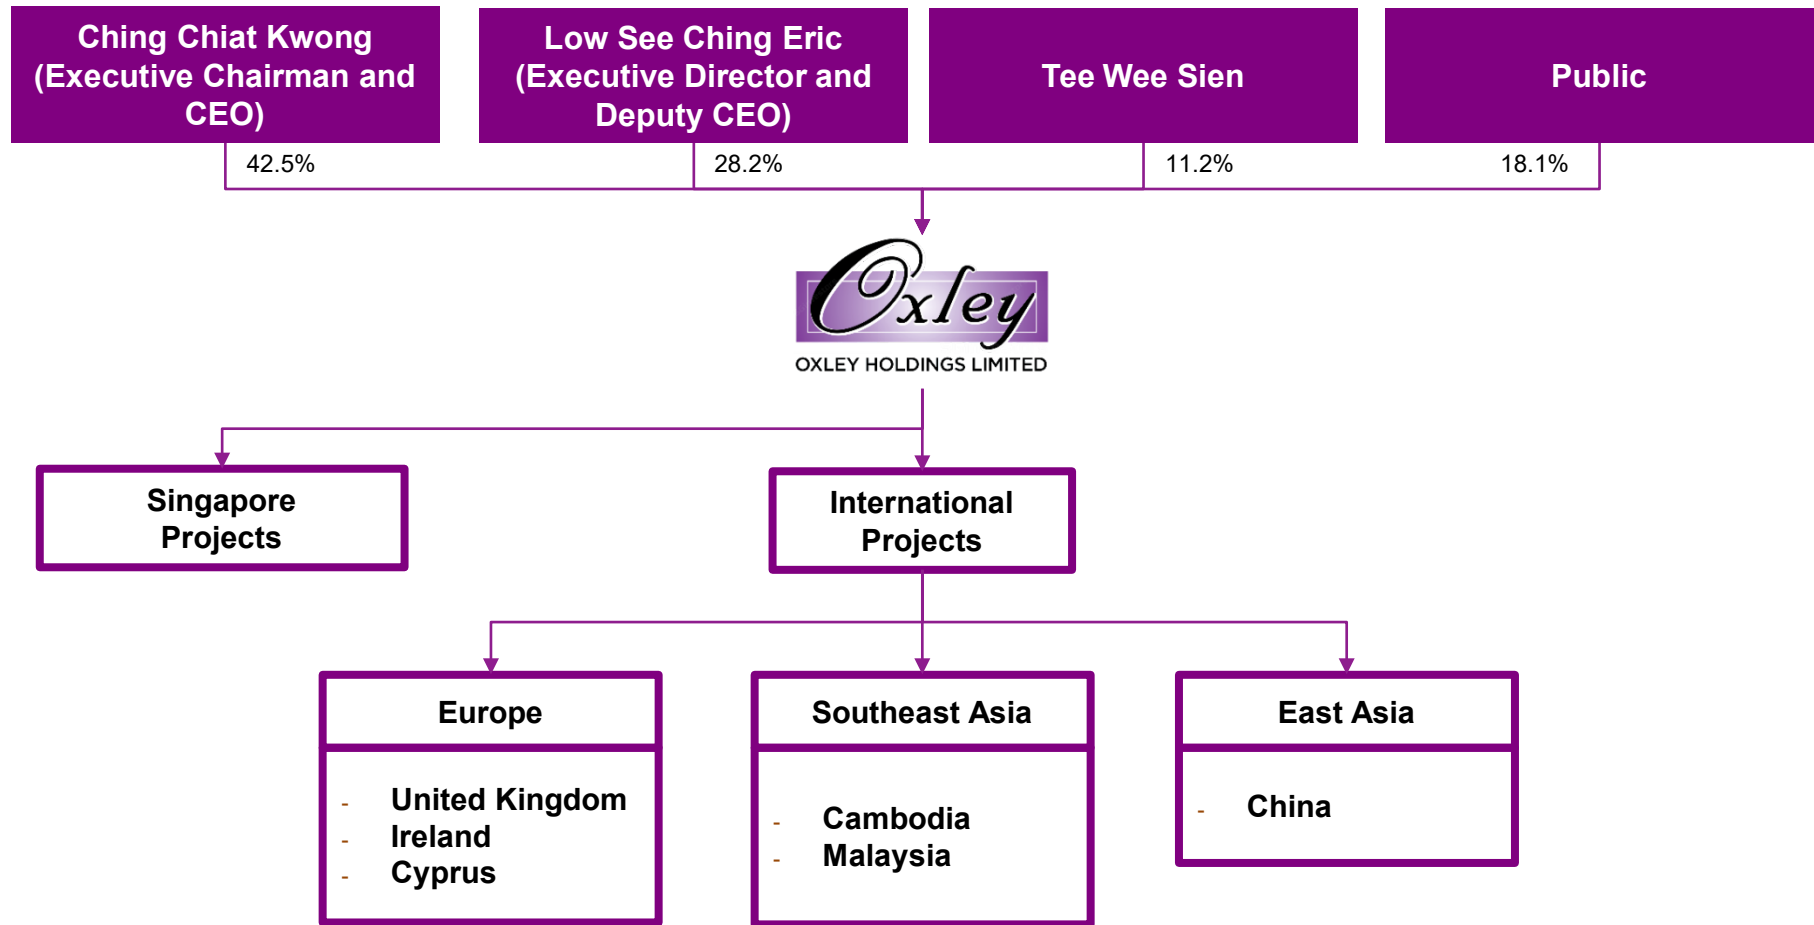 Ching Chiat Kwong
(Executive Chairman and
CEO)
Low See Ching Eric
(Executive Director and
Deputy CEO)
Tee Wee Sien
Public
42.5%
28.2%
11.2%
18.1%
Oxley
OXLEY HOLDINGS LIMITED
Singapore
Projects
International
Projects
Europe
- United Kingdom
- Ireland
- Cyprus
Southeast Asia
- Cambodia
- Malaysia
East Asia
- China